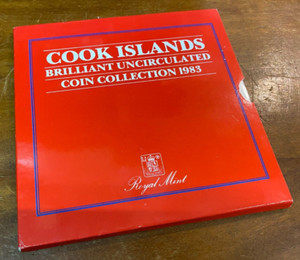 COOK ISLANDS
BRILLIANT UNCIRCULATED
COIN COLLECTION 1983
Royal Mint